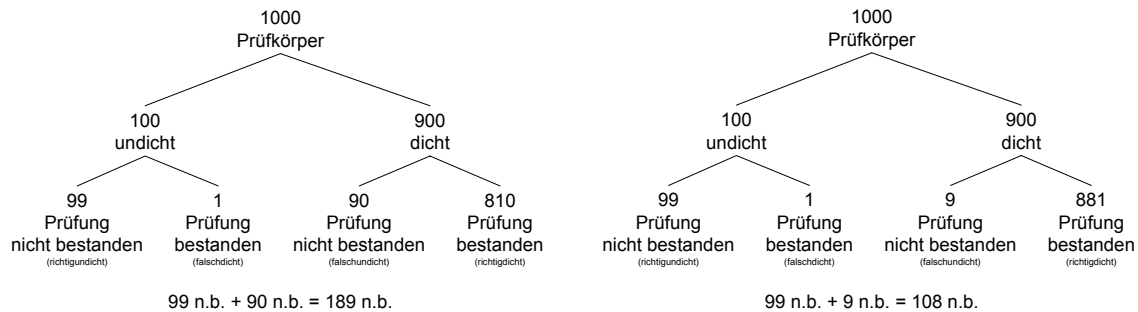 1000
Prüfkörper
100
undicht
900
dicht
99
Prüfung
nicht bestanden
(richtigundicht)
1
Prüfung
bestanden
(falschdicht)
90
Prüfung
nicht bestanden
(falschundicht)
810
Prüfung
bestanden
(richtigdicht)
99 n.b. + 90 n.b. = 189 n.b.
1000
Prüfkörper
100
undicht
900
dicht
99
Prüfung
nicht bestanden
(richtigundicht)
1
Prüfung
bestanden
(falschdicht)
9
Prüfung
nicht bestanden
(falschundicht)
881
Prüfung
bestanden
(richtigdicht)
99 n.b. + 9 n.b. = 108 n.b.